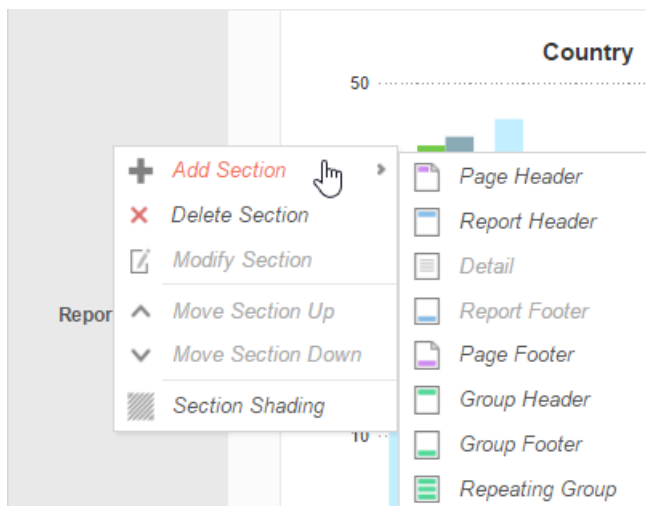 Country
50
Add Section
Delete Section
Modify Section
Repor
Move Section Up
Move Section Down
Section Shading
10
Page Header
Report Header
Detail
Report Footer
Page Footer
Group Header
Group Footer
Repeating Group